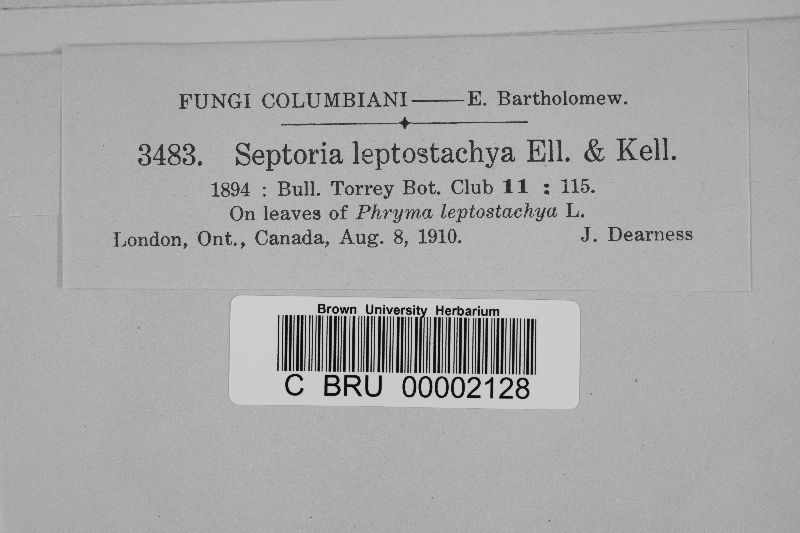 FUNGI COLUMBIANI——E. Bartholomew.
3483. Septoria leptostachya Ell. & Kell.
1894 : Bull. Torrey Bot. Club 11 : 115.
On leaves of Phryma leptostachya L.
London, Ont., Canada, Aug. 8, 1910. J. Dearness
Brown University Herbarium
C BRU 00002128